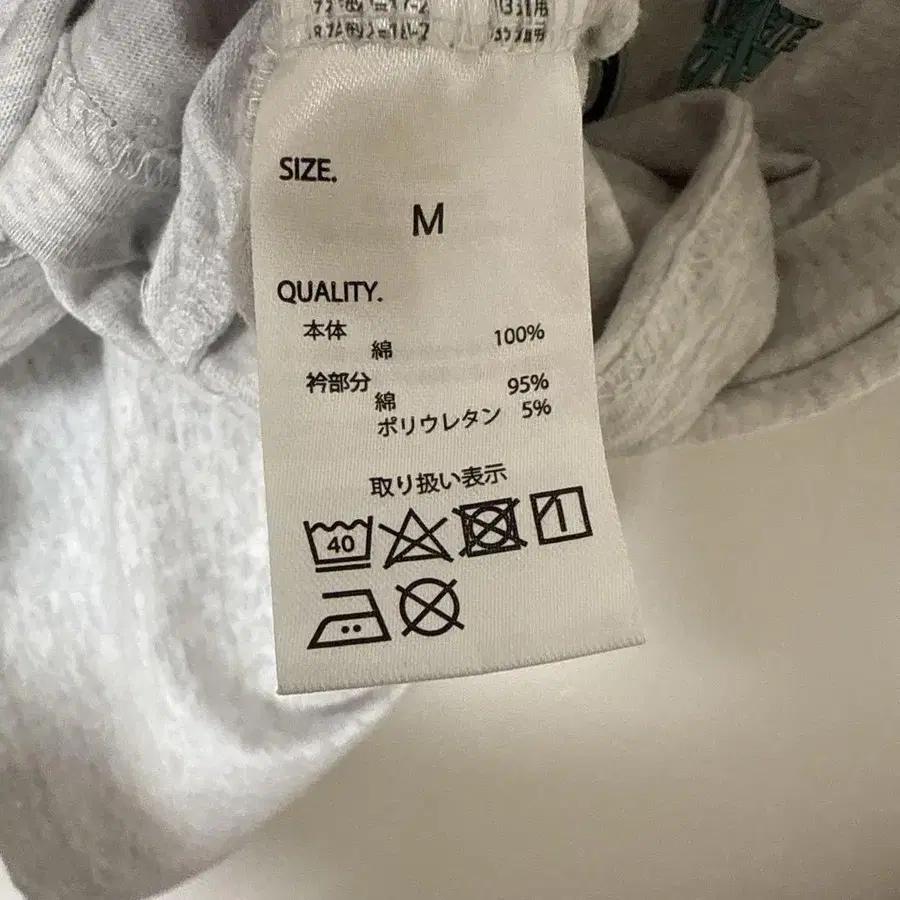 SIZE.
M
QUALITY.
本体
綿 100%
衿部分
綿 95%
ポリウレタン 5%
取り扱い表示
40